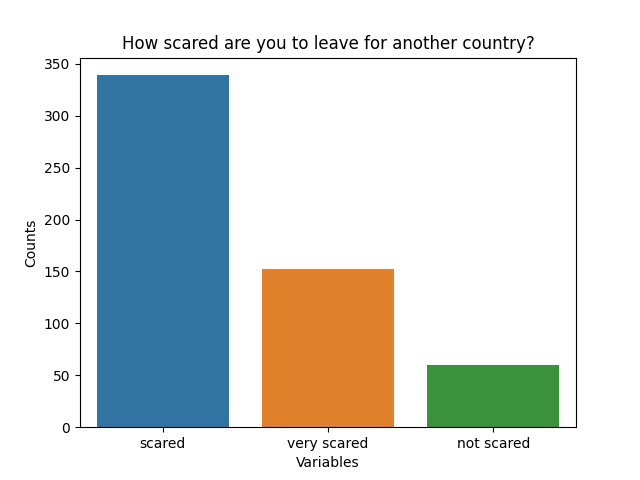 How scared are you to leave for another country?
350
300
250
200
150
100
50
0
Counts
scared very scared not scared
Variables